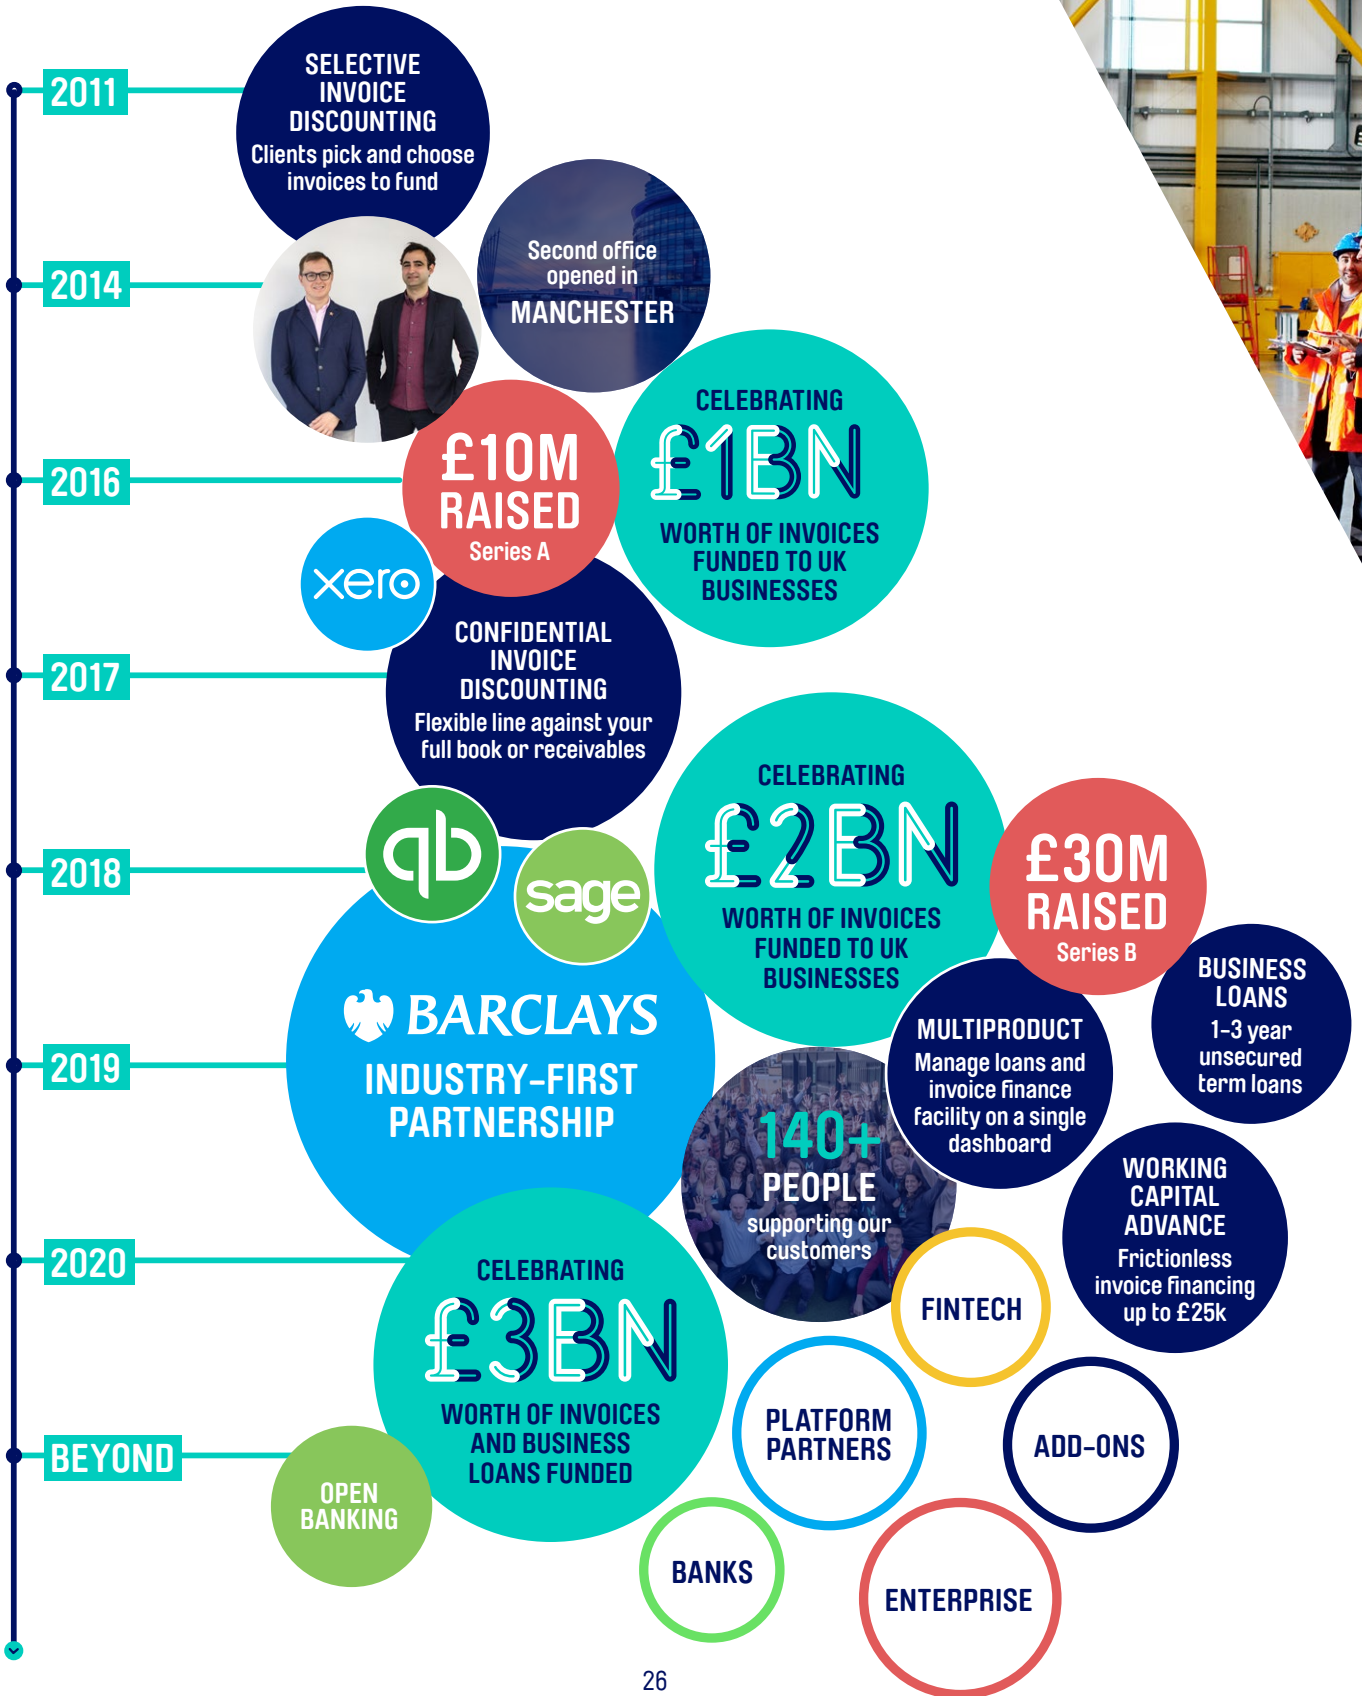 2011
SELECTIVE
INVOICE
DISCOUNTING
Clients pick and choose
invoices to fund
2014
Second office
opened in
MANCHESTER
2016
£10M
RAISED
Series A
CELEBRATING
£1BN
WORTH OF INVOICES
FUNDED TO UK
BUSINESSES
xero
2017
CONFIDENTIAL
INVOICE
DISCOUNTING
Flexible line against your
full book or receivables
2018
qb
sage
CELEBRATING
£2BN
WORTH OF INVOICES
FUNDED TO UK
BUSINESSES
£30M
RAISED
Series B
2019
BARCLAYS
INDUSTRY-FIRST
PARTNERSHIP
MULTIPRODUCT
Manage loans and
invoice finance
facility on a single
dashboard
BUSINESS
LOANS
1-3 year
unsecured
term loans
140+
PEOPLE
supporting our
customers
WORKING
CAPITAL
ADVANCE
Frictionless
invoice financing
up to £25k
2020
CELEBRATING
£3BN
WORTH OF INVOICES
AND BUSINESS
LOANS FUNDED
FINTECH
PLATFORM
PARTNERS
ADD-ONS
BEYOND
OPEN
BANKING
BANKS
ENTERPRISE
26